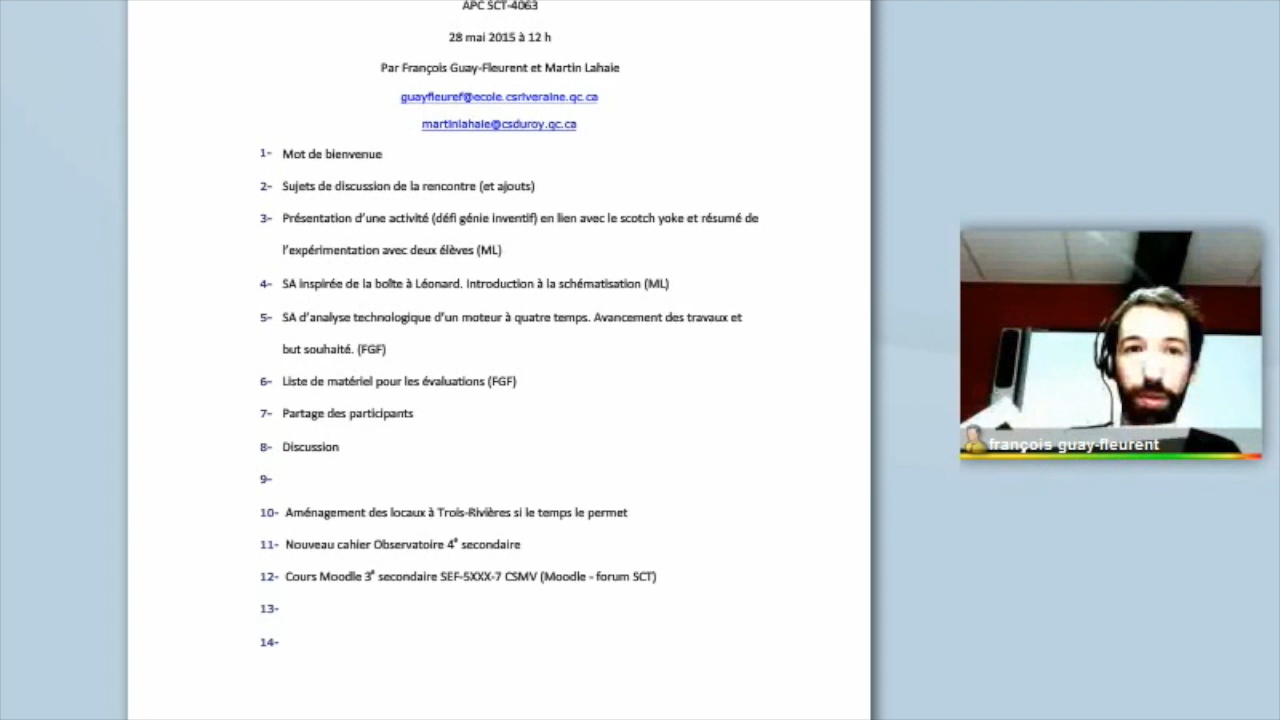 APC SCT-4063
28 mai 2015 à 12 h
Par François Guay-Fleurent et Martin Lahaie
guayfleuref@ecole.csriveraine.qc.ca
martinlahaie@csduroy.qc.ca
1- Mot de bienvenue
2- Sujets de discussion de la rencontre (et ajouts)
3- Présentation d'une activité (défi génie inventif) en lien avec le scotch yoke et résumé de
l'expérimentation avec deux élèves (ML)
4- SA inspirée de la boîte à Léonard. Introduction à la schématisation (ML)
5- SA d'analyse technologique d'un moteur à quatre temps. Avancement des travaux et
but souhaité. (FGF)
6- Liste de matériel pour les évaluations (FGF)
7- Partage des participants
8- Discussion
9-
10- Aménagement des locaux à Trois-Rivières si le temps le permet
11- Nouveau cahier Observatoire 4e secondaire
12- Cours Moodle 3e secondaire SEF-5XXX-7 CSMV (Moodle - forum SCT)
13-
14-
françois guay-fleurent